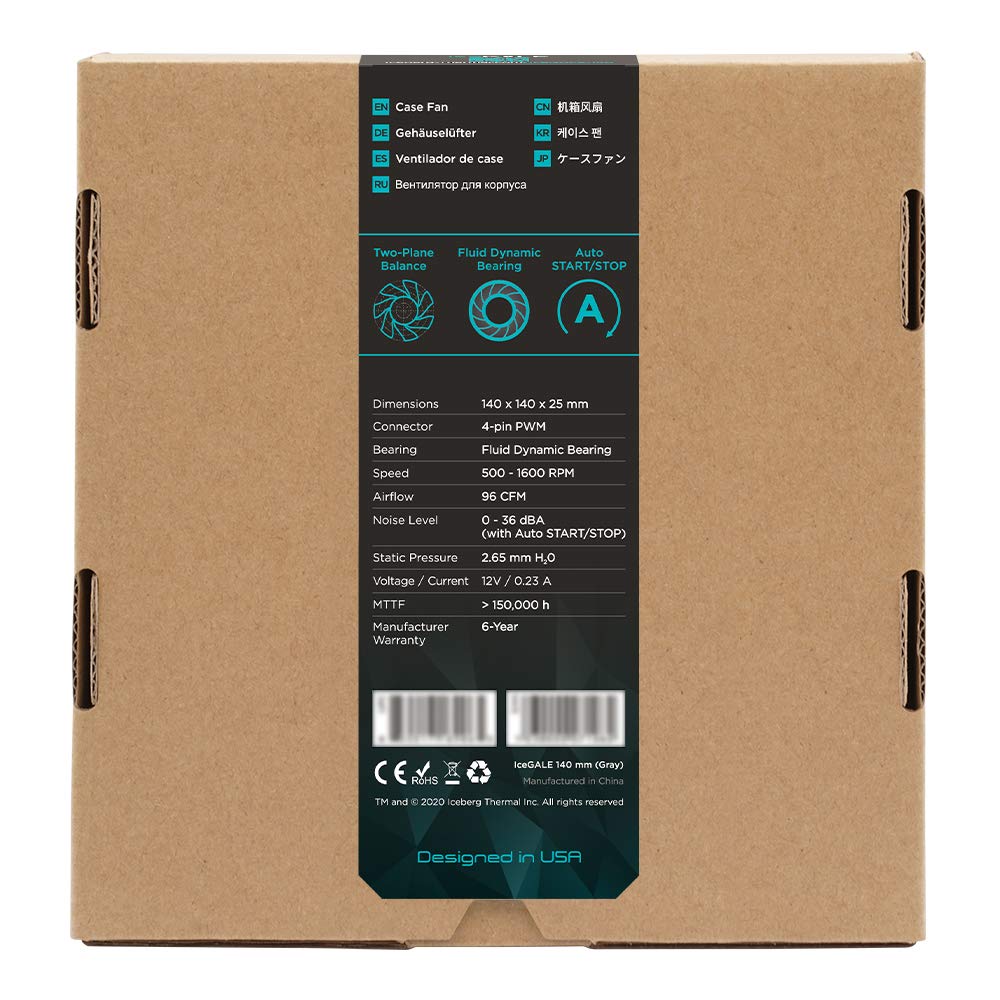 EN Case Fan
DE Gehäuselüfter
ES Ventilador de case
RU Вентилятор для корпуса
CN 机箱风扇
KR 케이스 팬
JP ケースファン
Two-Plane
Balance
Fluid Dynamic
Bearing
Auto
START/STOP
A
Dimensions 140 x 140 x 25 mm
Connector 4-pin PWM
Bearing Fluid Dynamic Bearing
Speed 500 - 1600 RPM
Airflow 96 CFM
Noise Level 0 - 36 dBA
(with Auto START/STOP)
Static Pressure 2.65 mm H₂0
Voltage / Current 12V / 0.23 A
MTTF > 150,000 h
Manufacturer 6-Year
Warranty
CE RoHS
IceGALE 140 mm (Gray)
Manufactured in China
TM and © 2020 Iceberg Thermal Inc. All rights reserved
Designed in USA